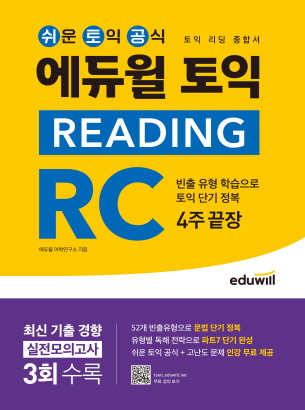 쉬운 토익 공식
토익 리딩 종합서
에듀윌 토익
READING
RC
빈출 유형 학습으로
토익 단기 정복
4주 끝장
에듀윌 어학연구소 지음
eduwill
최신 기출 경향
실전모의고사
3회 수록
52개 빈출유형으로 문법 단기 정복
유형별 독해 전략으로 파트7 단기 완성
쉬운 토익 공식 + 고난도 문제 인강 무료 제공
toeic.eduwill.net
무료 강의 보기